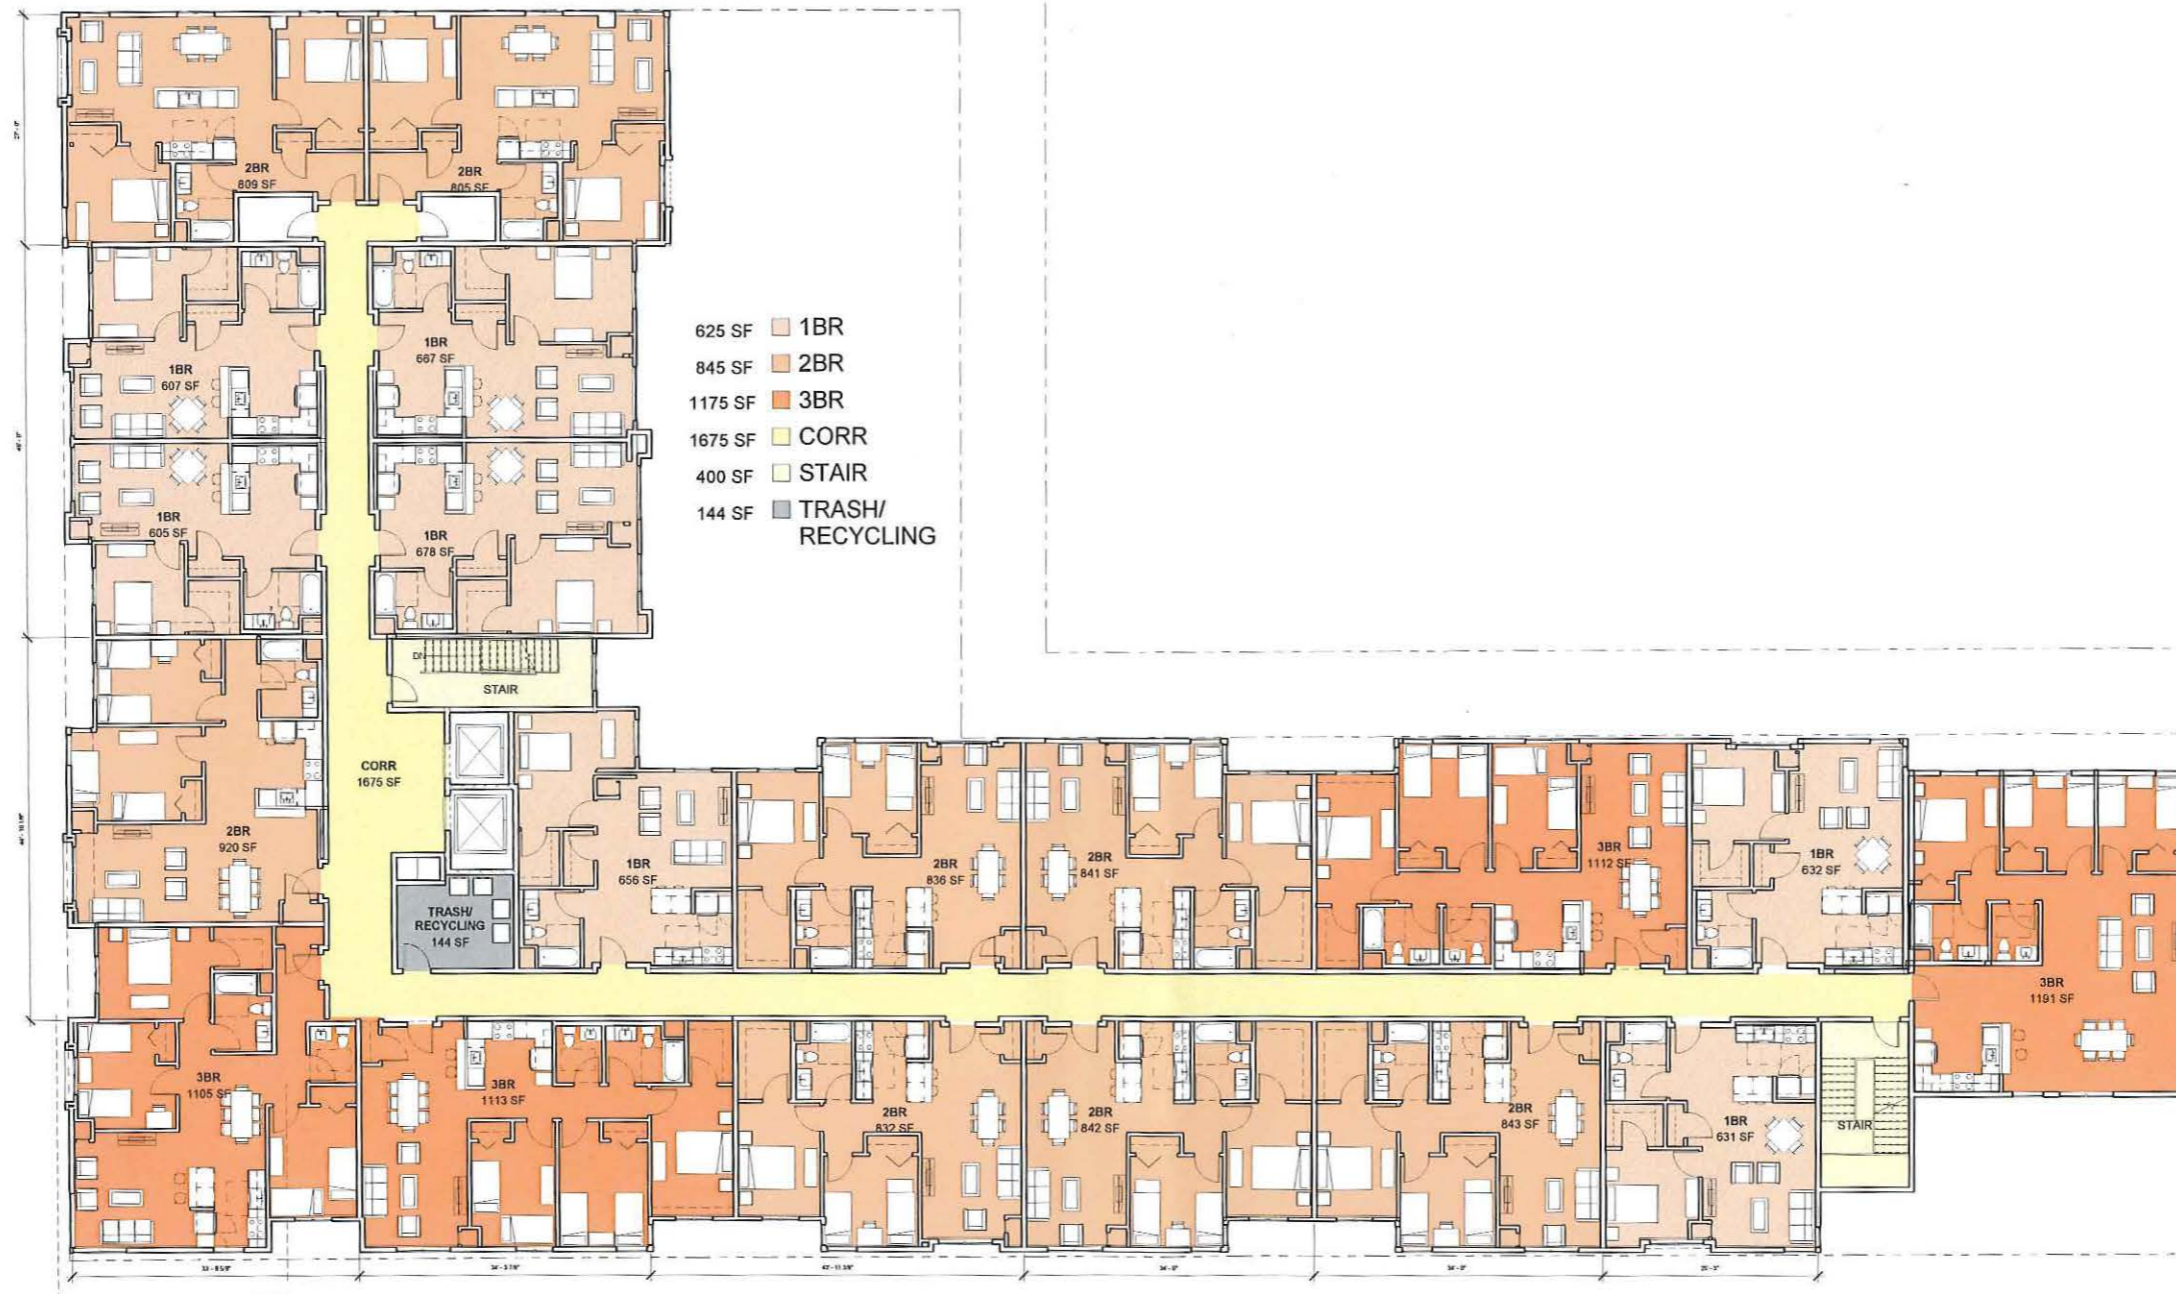 2BR
809 SF
2BR
805 SF
1BR
607 SF
1BR
667 SF
625 SF 1BR
845 SF 2BR
1175 SF 3BR
1675 SF CORR
400 SF STAIR
144 SF TRASH/
RECYCLING
1BR
605 SF
1BR
678 SF
DN
STAIR
CORR
1675 SF
2BR
920 SF
TRASH/
RECYCLING
144 SF
1BR
656 SF
2BR
836 SF
2BR
841 SF
3BR
1112 SF
1BR
632 SF
3BR
1191 SF
3BR
1105 SF
3BR
1113 SF
2BR
832 SF
2BR
842 SF
2BR
843 SF
1BR
631 SF
STAIR